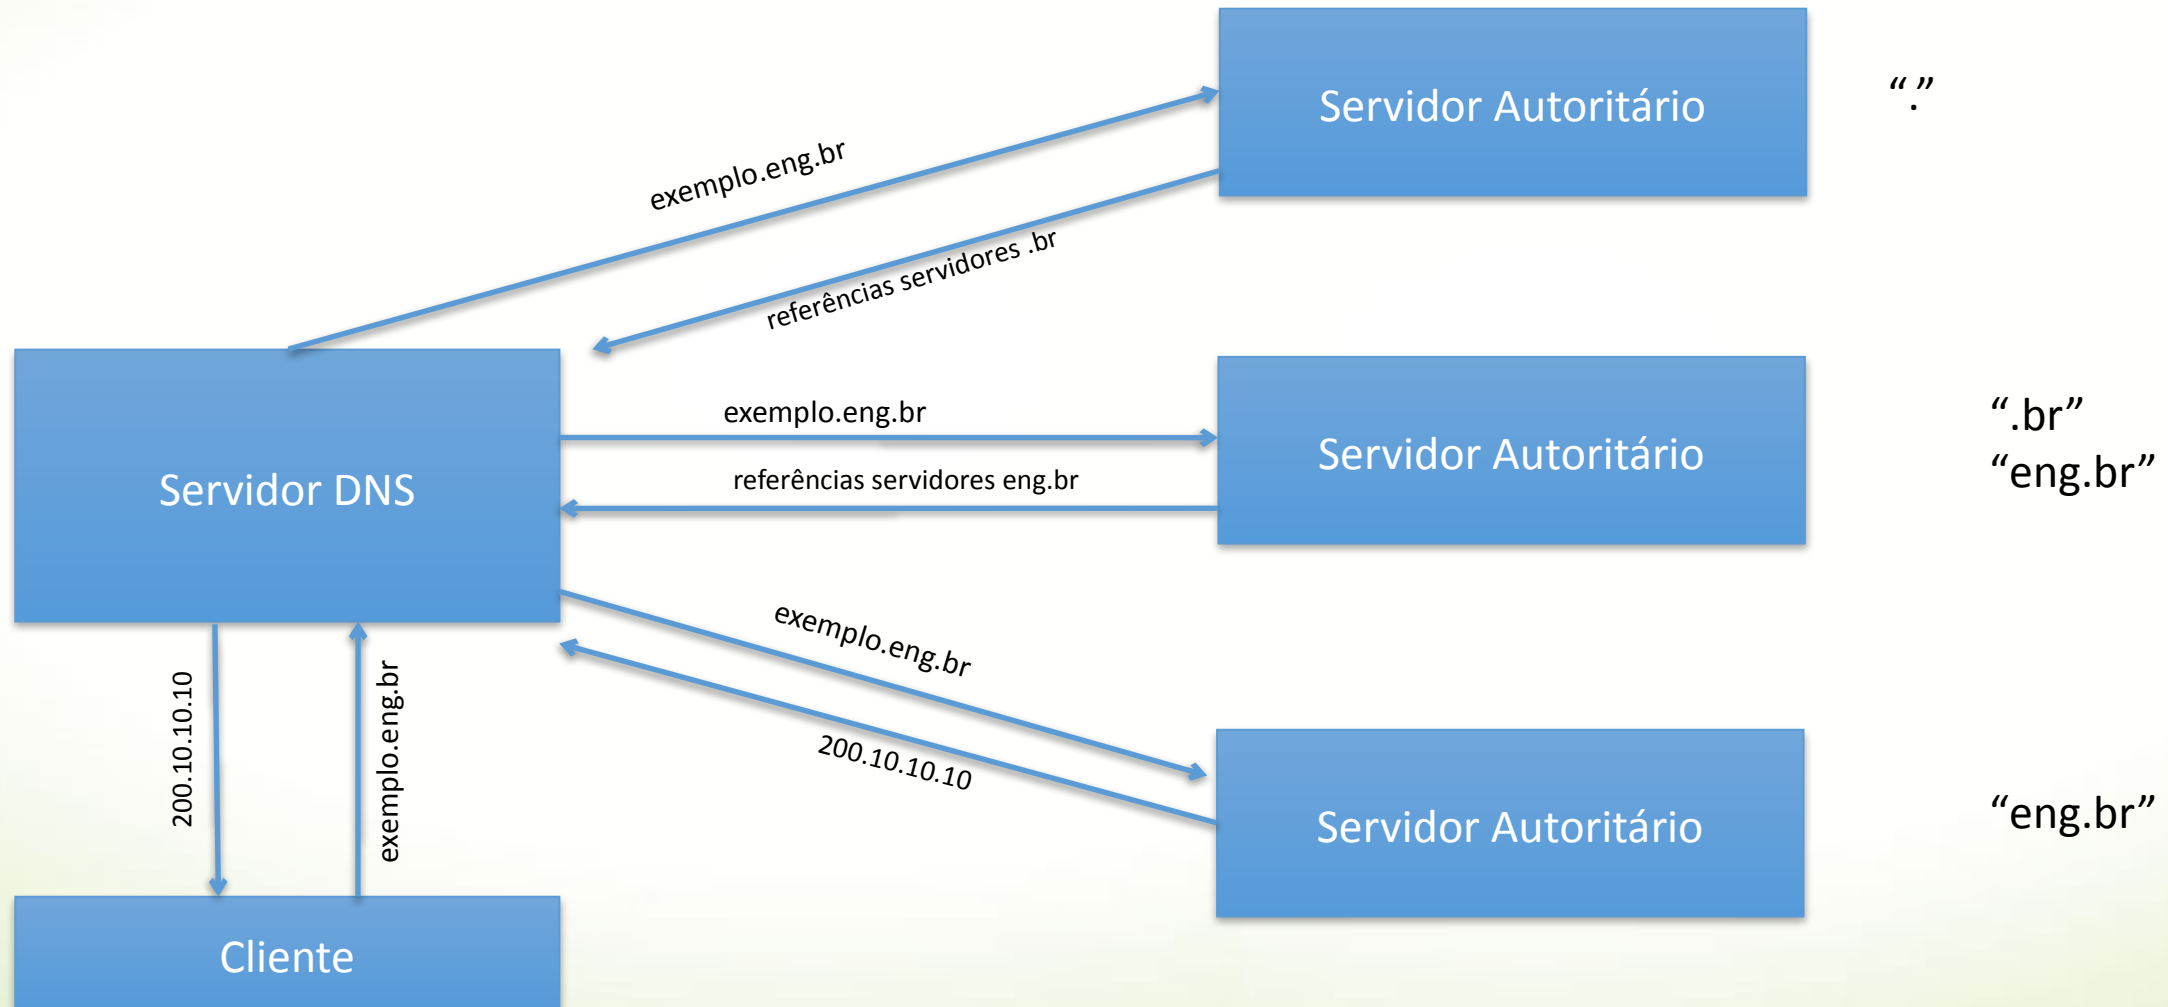 Servidor Autoritário
“.”
exemplo.eng.br
referências servidores .br
Servidor DNS
exemplo.eng.br
referências servidores eng.br
Servidor Autoritário
“.br”
“eng.br”
exemplo.eng.br
200.10.10.10
Servidor Autoritário
“eng.br”
200.10.10.10
exemplo.eng.br
Cliente